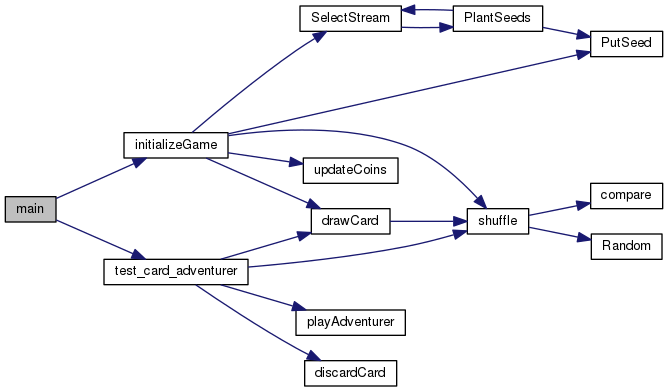 SelectStream
PlantSeeds
PutSeed
initializeGame
updateCoins
main
drawCard
shuffle
compare
Random
test_card_adventurer
playAdventurer
discardCard